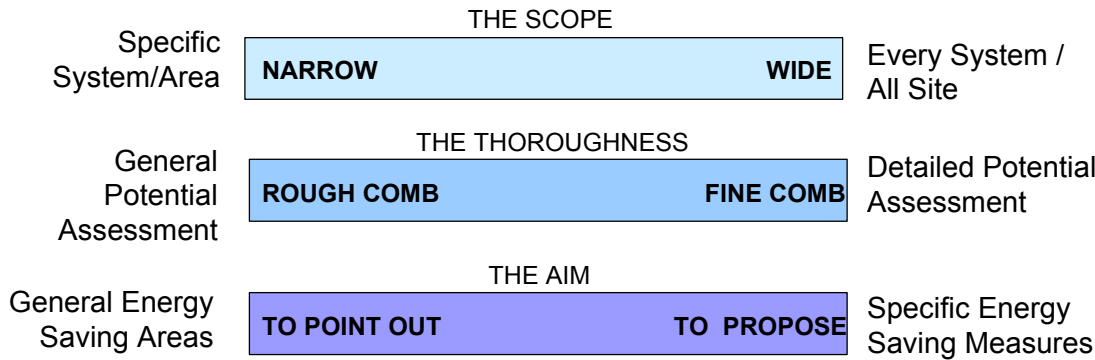 THE SCOPE
Specific
System/Area
NARROW
WIDE
Every System /
All Site
THE THOROUGHNESS
General
Potential
Assessment
ROUGH COMB
FINE COMB
Detailed Potential
Assessment
THE AIM
General Energy
Saving Areas
TO POINT OUT
TO PROPOSE
Specific Energy
Saving Measures